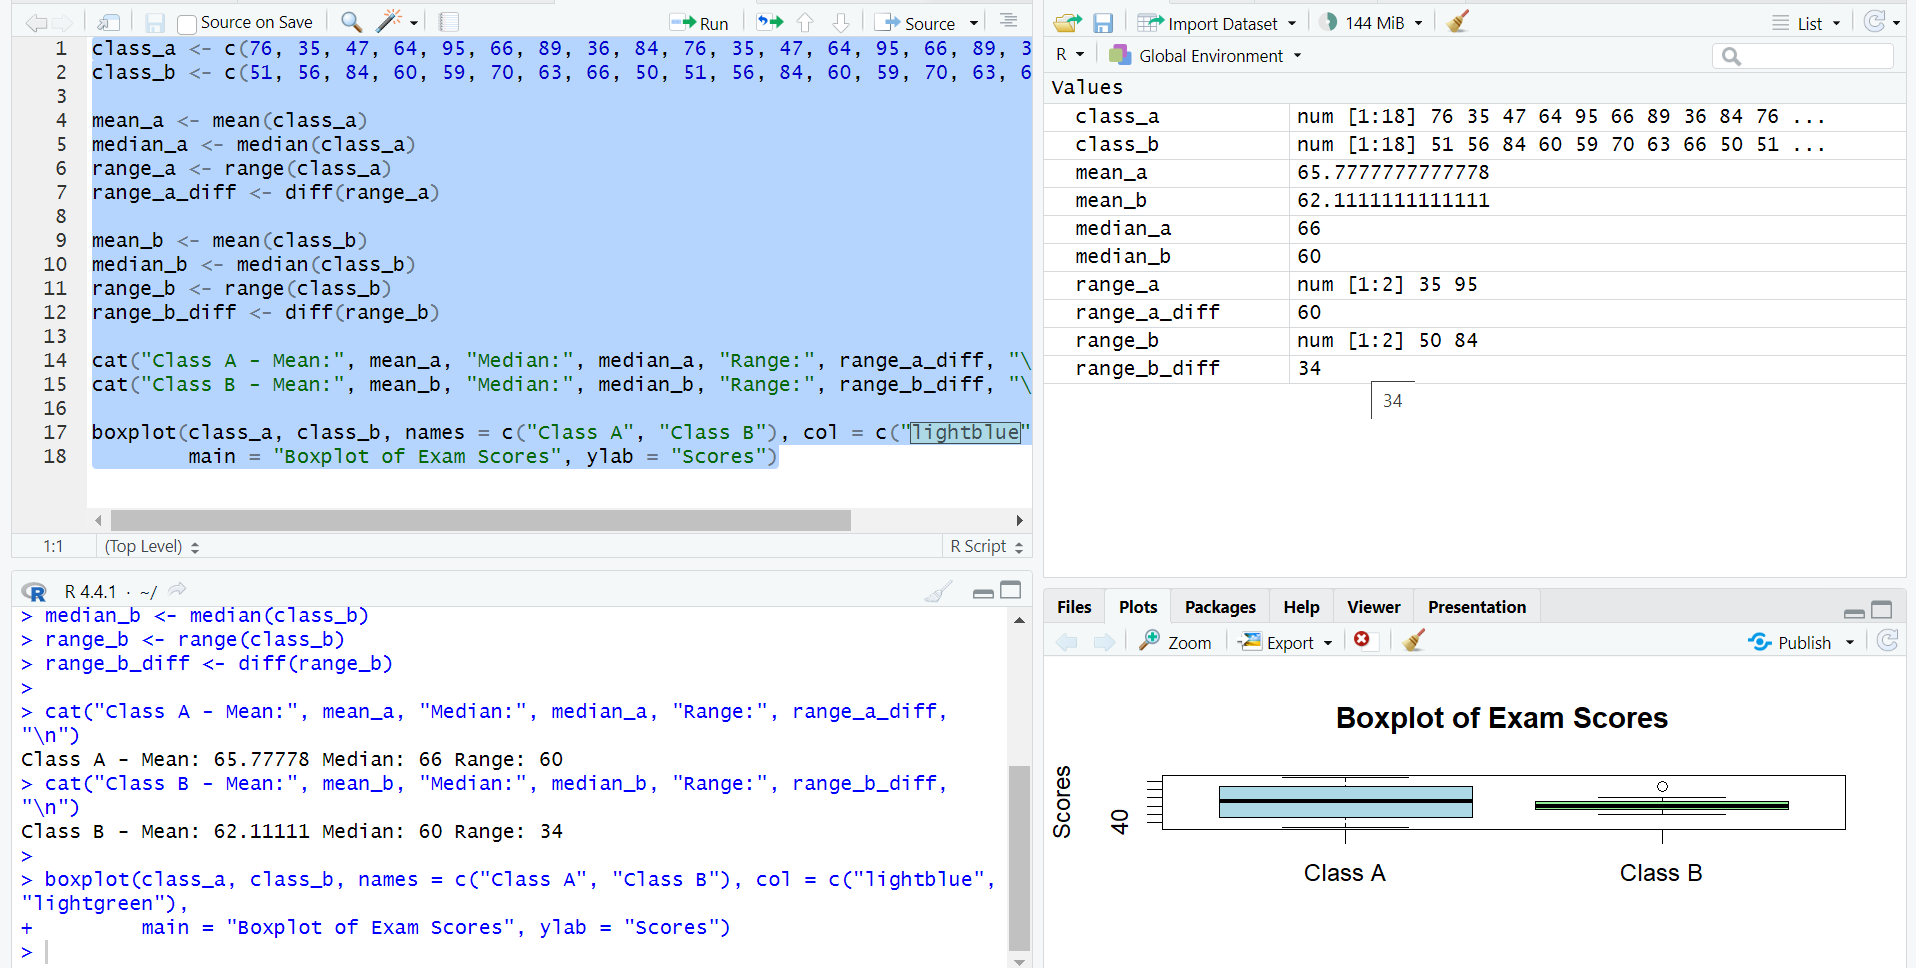 Source on Save
Run
Source
1 class_a <- c(76, 35, 47, 64, 95, 66, 89, 36, 84, 76, 35, 47, 64, 95, 66, 89, 3
2 class_b <- c(51, 56, 84, 60, 59, 70, 63, 66, 50, 51, 56, 84, 60, 59, 70, 63, 6
3
4 mean_a <- mean(class_a)
5 median_a <- median(class_a)
6 range_a <- range(class_a)
7 range_a_diff <- diff(range_a)
8
9 mean_b <- mean(class_b)
10 median_b <- median(class_b)
11 range_b <- range(class_b)
12 range_b_diff <- diff(range_b)
13
14 cat("Class A - Mean:", mean_a, "Median:", median_a, "Range:", range_a_diff, "\
15 cat("Class B - Mean:", mean_b, "Median:", median_b, "Range:", range_b_diff, "\
16
17 boxplot(class_a, class_b, names = c("Class A", "Class B"), col = c("lightblue"
18 main = "Boxplot of Exam Scores", ylab = "Scores")
1:1 (Top Level) R Script
R R 4.4.1 · ~/
> median_b <- median(class_b)
> range_b <- range(class_b)
> range_b_diff <- diff(range_b)
>
> cat("Class A - Mean:", mean_a, "Median:", median_a, "Range:", range_a_diff,
"\n")
Class A - Mean: 65.77778 Median: 66 Range: 60
> cat("Class B - Mean:", mean_b, "Median:", median_b, "Range:", range_b_diff,
"\n")
Class B - Mean: 62.11111 Median: 60 Range: 34
>
> boxplot(class_a, class_b, names = c("Class A", "Class B"), col = c("lightblue",
"lightgreen"),
+ main = "Boxplot of Exam Scores", ylab = "Scores")
>
Import Dataset 144 MiB List
R Global Environment
Values
class_a num [1:18] 76 35 47 64 95 66 89 36 84 76 ...
class_b num [1:18] 51 56 84 60 59 70 63 66 50 51 ...
mean_a 65.7777777777778
mean_b 62.1111111111111
median_a 66
median_b 60
range_a num [1:2] 35 95
range_a_diff 60
range_b num [1:2] 50 84
range_b_diff 34
34
Files Plots Packages Help Viewer Presentation
Zoom Export Publish
Boxplot of Exam Scores
Scores
40
Class A Class B